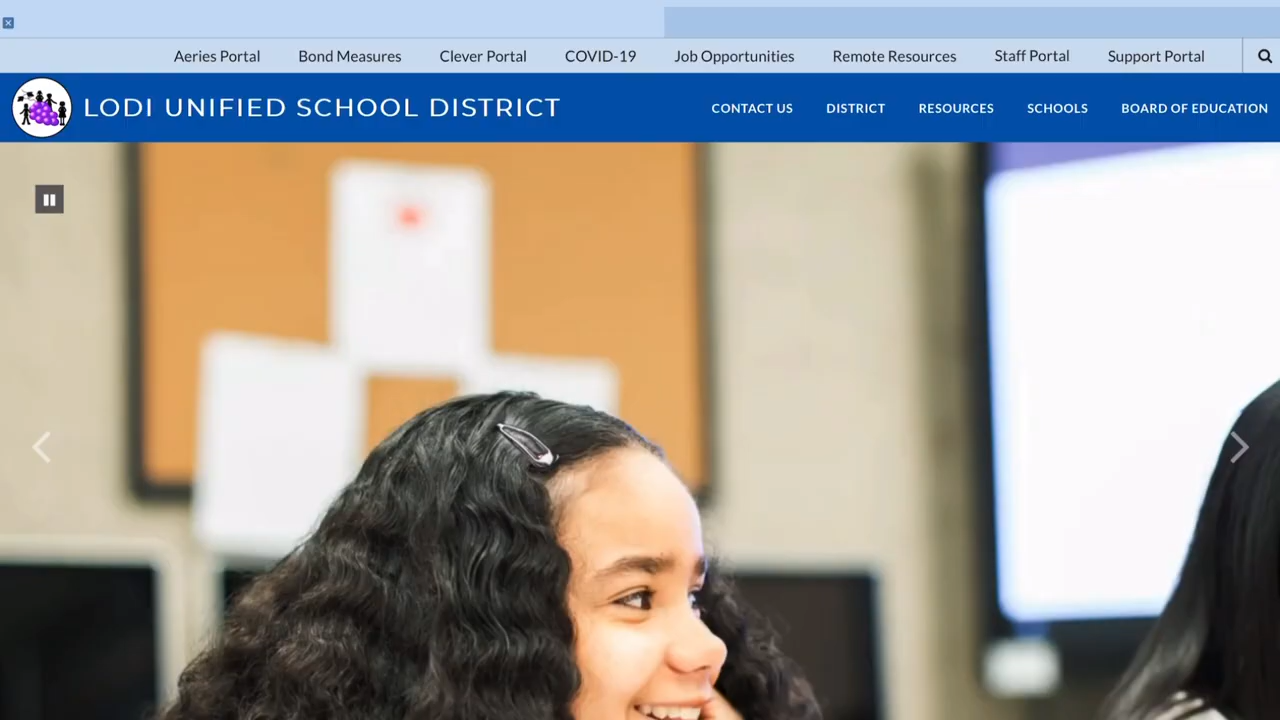 Aeries Portal Bond Measures Clever Portal COVID-19 Job Opportunities Remote Resources Staff Portal Support Portal
LODI UNIFIED SCHOOL DISTRICT CONTACT US DISTRICT RESOURCES SCHOOLS BOARD OF EDUCATION